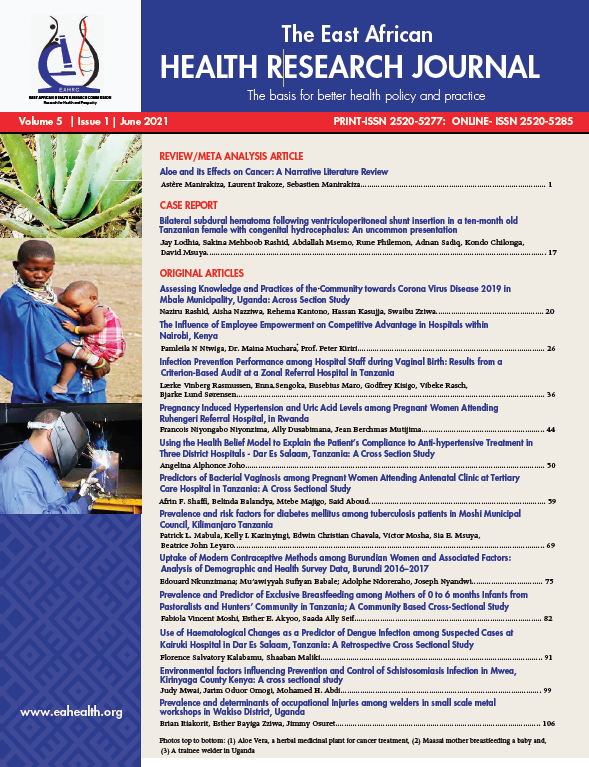 EAHRC
EAST AFRICAN HEALTH RESEARCH COMMISSION
Research for Health and Prosperity
The East African
HEALTH RESEARCH JOURNAL
The basis for better health policy and practice
Volume 5 | Issue 1 | June 2021
PRINT-ISSN 2520-5277: ONLINE- ISSN 2520-5285
REVIEW/META ANALYSIS ARTICLE
Aloe and its Effects on Cancer: A Narrative Literature Review
Astère Manirakiza, Laurent Irakoze, Sebastien Manirakiza 1
CASE REPORT
Bilateral subdural hematoma following ventriculoperitoneal shunt insertion in a ten-month old
Tanzanian female with congenital hydrocephalus: An uncommon presentation
Jay Lodhia, Sakina Mehboob Rashid, Abdallah Msemo, Rune Philemon, Adnan Sadiq, Kondo Chilonga,
David Msuya 17
ORIGINAL ARTICLES
Assessing Knowledge and Practices of the-Community towards Corona Virus Disease 2019 in
Mbale Municipality, Uganda: Across Section Study
Naziru Rashid, Aisha Nazziwa, Rehema Kantono, Hassan Kasujja, Swaibu Zziwa 20
The Influence of Employee Empowerment on Competitive Advantage in Hospitals within
Nairobi, Kenya
Pamleila N Ntwiga, Dr. Maina Muchara, Prof. Peter Kiriri 26
Infection Prevention Performance among Hospital Staff during Vaginal Birth: Results from a
Criterion-Based Audit at a Zonal Referral Hospital in Tanzania
Lærke Vinberg Rasmussen, Enna.Sengoka, Eusebius Maro, Godfrey Kisigo, Vibeke Rasch,
Bjarke Lund Sørensen 36
Pregnancy Induced Hypertension and Uric Acid Levels among Pregnant Women Attending
Ruhengeri Referral Hospital, in Rwanda
Francois Niyongabo Niyonzima, Ally Dusabimana, Jean Berchmas Mutijima 44
Using the Health Belief Model to Explain the Patient's Compliance to Anti-hypertensive Treatment in
Three District Hospitals - Dar Es Salaam, Tanzania: A Cross Section Study
Angelina Alphonce Joho 50
Predictors of Bacterial Vaginosis among Pregnant Women Attending Antenatal Clinic at Tertiary
Care Hospital in Tanzania: A Cross Sectional Study
Afrin F. Shaffi, Belinda Balandya, Mtebe Majigo, Said Aboud 59
Prevalence and risk factors for diabetes mellitus among tuberculosis patients in Moshi Municipal
Council, Kilimanjaro Tanzania
Patrick L. Mabula, Kelly I. Kazinyingi, Edwin Christian Chavala, Victor Mosha, Sia E. Msuya,
Beatrice John Leyaro 69
Uptake of Modern Contraceptive Methods among Burundian Women and Associated Factors:
Analysis of Demographic and Health Survey Data, Burundi 2016–2017
Edouard Nkunzimana; Mu'awiyyah Sufiyan Babale; Adolphe Ndoreraho, Joseph Nyandwi 75
Prevalence and Predictor of Exclusive Breastfeeding among Mothers of 0 to 6 months Infants from
Pastoralists and Hunters' Community in Tanzania; A Community Based Cross-Sectional Study
Fabiola Vincent Moshi, Esther E. Akyoo, Saada Ally Seif 82
Use of Haematological Changes as a Predictor of Dengue Infection among Suspected Cases at
Kairuki Hospital in Dar Es Salaam, Tanzania: A Retrospective Cross Sectional Study
Florence Salvatory Kalabamu, Shaaban Maliki 91
Environmental factors influencing Prevention and Control of Schistosomiasis Infection in Mwea,
Kirinyaga County Kenya: A cross sectional study
Judy Mwai, Jarim Oduor Omogi, Mohamed H. Abdi 99
Prevalence and determinants of occupational Injuries among welders in small scale metal
workshops in Wakiso District, Uganda
Brian Itiakorit, Esther Bayiga Zziwa, Jimmy Osuret 106
Photos top to bottom: (1) Aloe Vera, a herbal medicinal plant for cancer treatment, (2) Maasai mother breastfeeding a baby and,
(3) A trainee welder in Uganda
www.eahealth.org